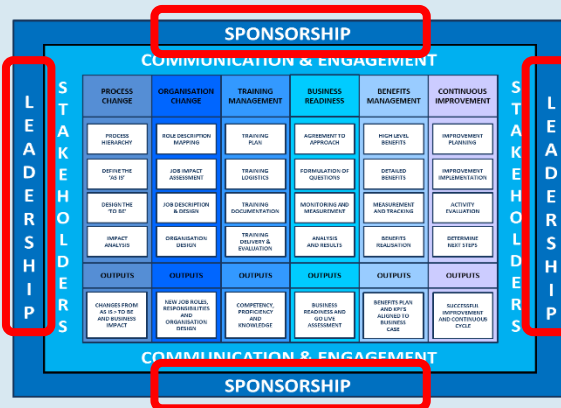 SPONSORSHIP
COMMUNICATION & ENGAGEMENT
LEADERSHIP
STAKEHOLDERS
PROCESS
CHANGE
ORGANISATION
CHANGE
TRAINING
MANAGEMENT
BUSINESS
READINESS
BENEFITS
MANAGEMENT
CONTINUOUS
IMPROVEMENT
STAKEHOLDERS
LEADERSHIP
PROCESS
HIERARCHY
ROLE DESCRIPTION
MAPPING
TRAINING
PLAN
AGREEMENT TO
APPROACH
HIGH LEVEL
BENEFITS
IMPROVEMENT
PLANNING
DEFINE THE
'AS IS'
JOB IMPACT
ASSESSMENT
TRAINING
LOGISTICS
FORMULATION OF
QUESTIONS
DETAILED
BENEFITS
IMPROVEMENT
IMPLEMENTATION
DESIGN THE
'TO BE'
JOB DESCRIPTION
& DESIGN
TRAINING
DOCUMENTATION
MONITORING AND
MEASUREMENT
MEASUREMENT
AND TRACKING
ACTIVITY
EVALUATION
IMPACT
ANALYSIS
ORGANISATION
DESIGN
TRAINING
DELIVERY &
EVALUATION
ANALYSIS
AND RESULTS
BENEFITS
REALISATION
DETERMINE
NEXT STEPS
OUTPUTS
OUTPUTS
OUTPUTS
OUTPUTS
OUTPUTS
OUTPUTS
CHANGES FROM
AS IS > TO BE
AND BUSINESS
IMPACT
NEW JOB ROLES,
RESPONSIBILITIES
AND
ORGANISATION
DESIGN
COMPETENCY,
PROFICIENCY
AND
KNOWLEDGE
BUSINESS
READINESS AND
GO LIVE
ASSESSMENT
BENEFITS PLAN
AND KPI'S
ALIGNED TO
BUSINESS
CASE
SUCCESSFUL
IMPROVEMENT
AND CONTINUOUS
CYCLE
COMMUNICATION & ENGAGEMENT
SPONSORSHIP